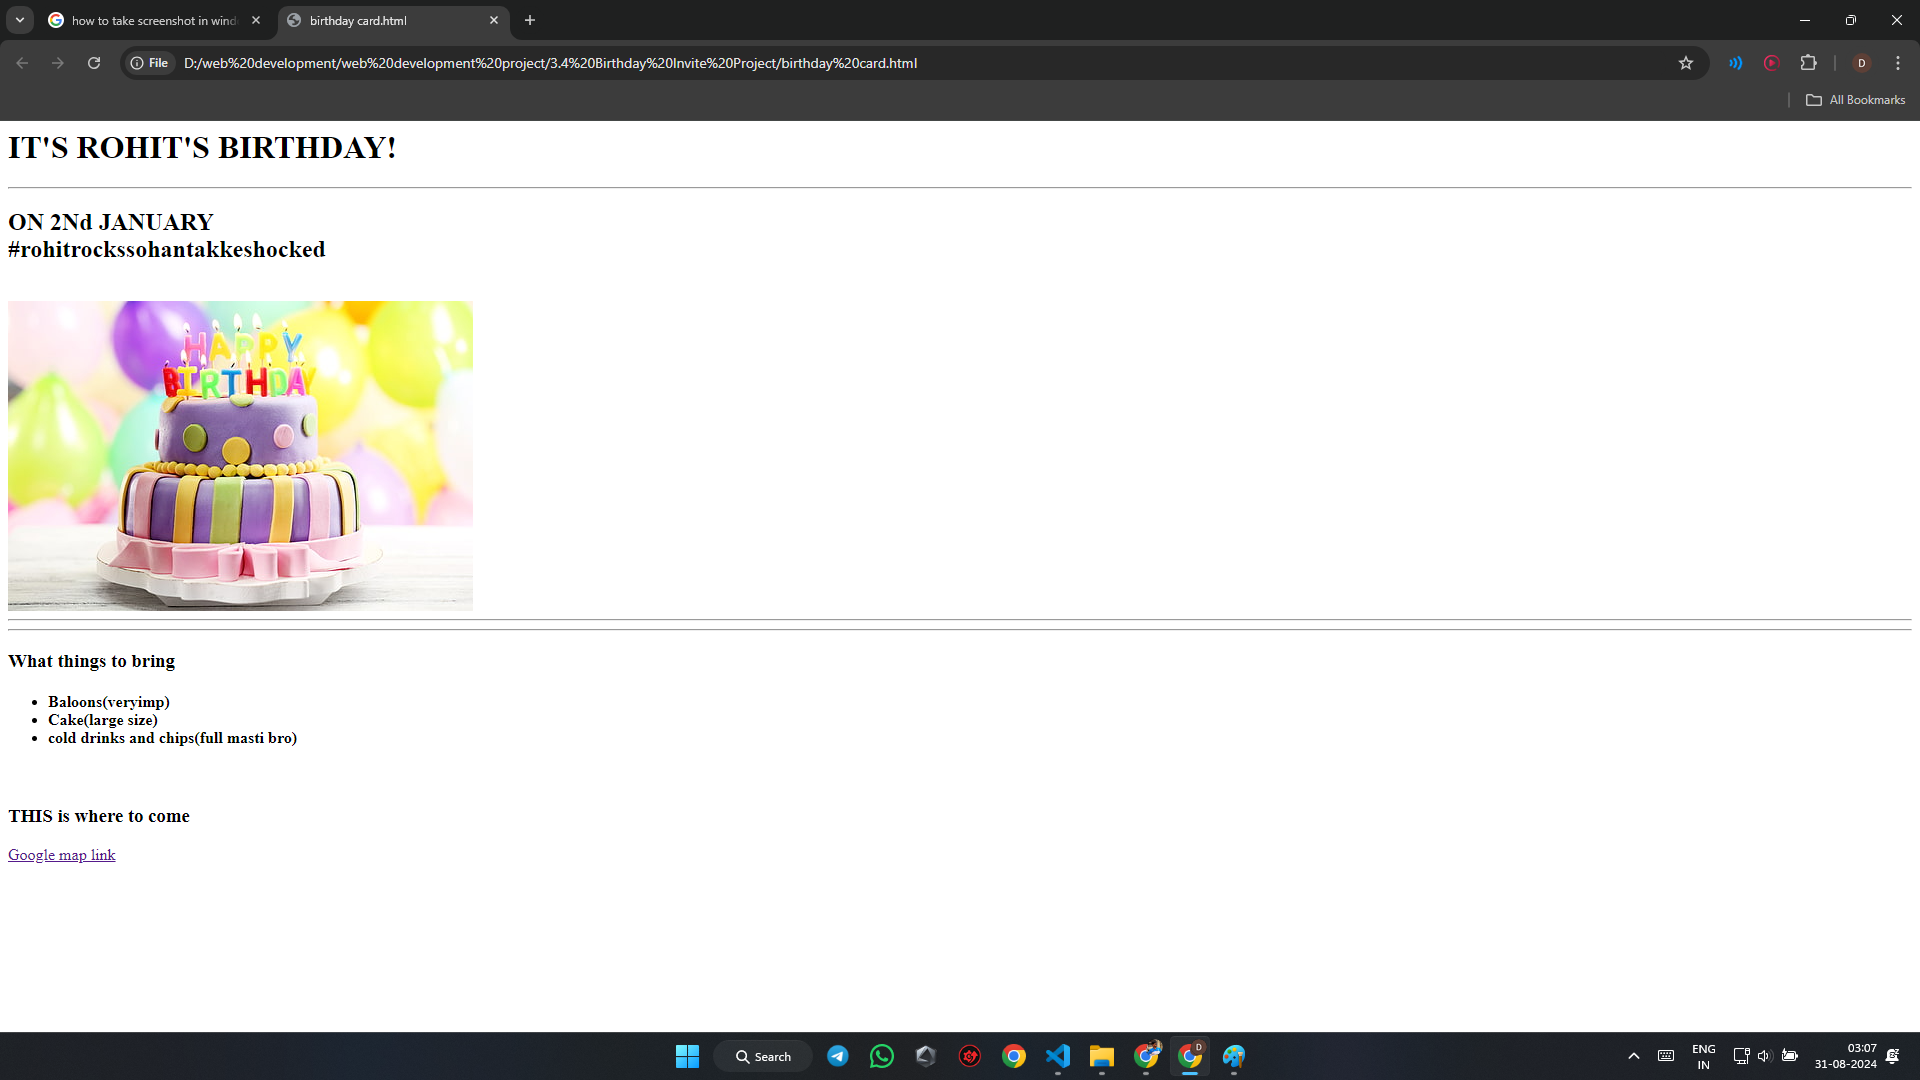 how to take screenshot in wind
birthday card.html
File
D:/web%20development/web%20development%20project/3.4%20Birthday%20Invite%20Project/birthday%20card.html
D
All Bookmarks
IT'S ROHIT'S BIRTHDAY!
ON 2Nd JANUARY
#rohitrockssohantakkeshocked
HAPPY
BIRTHDAY
What things to bring
Baloons(veryimp)
Cake(large size)
cold drinks and chips(full masti bro)
THIS is where to come
Google map link
Search
D
ENG
IN
03:07
31-08-2024